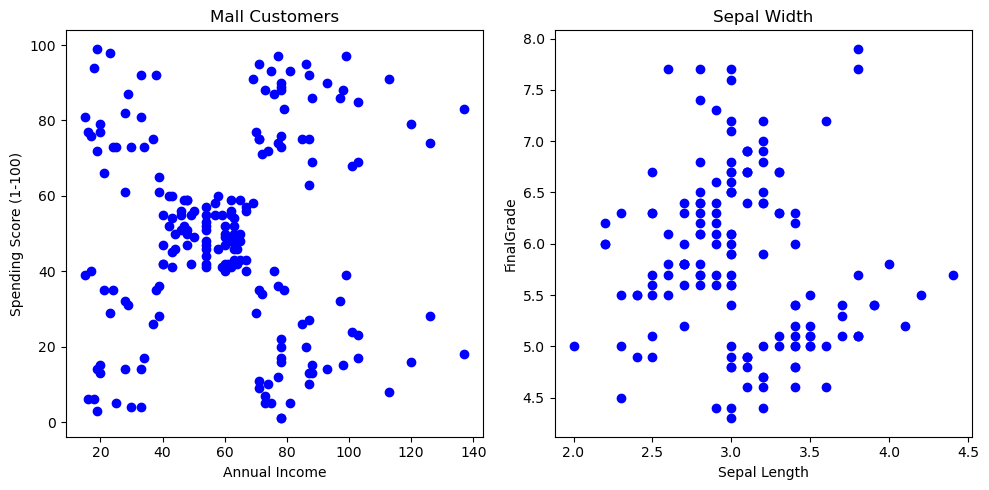 Mall Customers
Spending Score (1-100)
100
80
60
40
20
0
20 40 60 80 100 120 140
Annual Income
Sepal Width
FinalGrade
8.0
7.5
7.0
6.5
6.0
5.5
5.0
4.5
2.0 2.5 3.0 3.5 4.0 4.5
Sepal Length